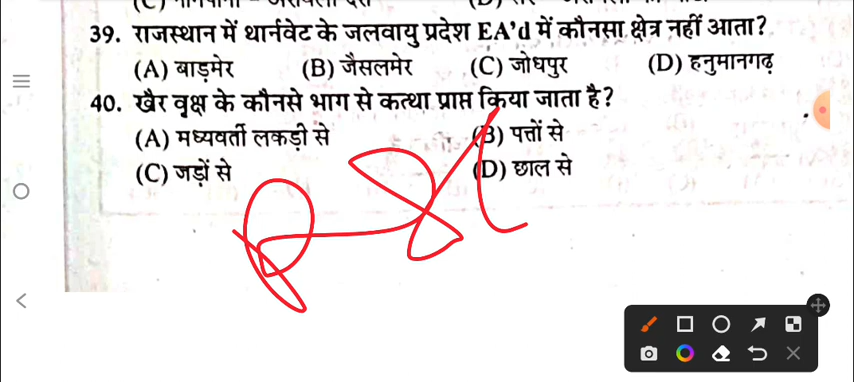 39. राजस्थान में थार्नवेट के जलवायु प्रदेश EA'd में कौनसा क्षेत्र नहीं आता?
(A) बाड़मेर (B) जैसलमेर (C) जोधपुर (D) हनुमानगढ़
40. खैर वृक्ष के कौनसे भाग से कत्था प्राप्त किया जाता है?
(A) मध्यवर्ती लकड़ी से (B) पत्तों से
(C) जड़ों से (D) छाल से